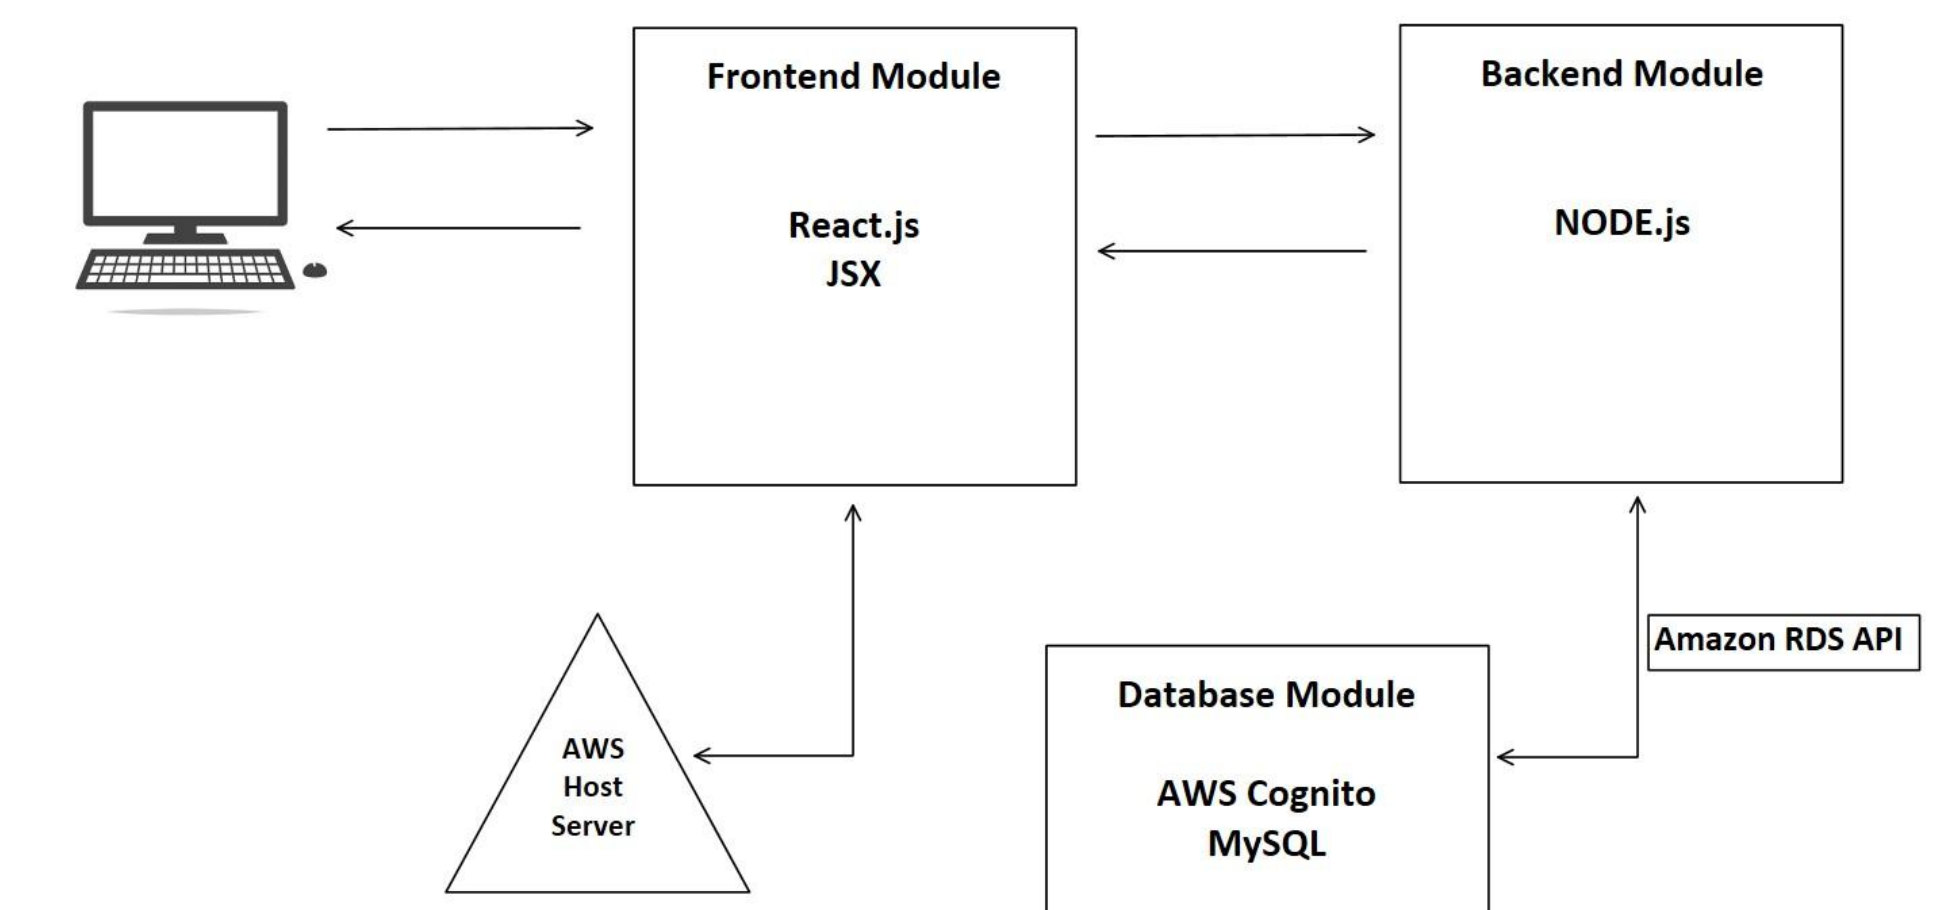 Frontend Module
React.js
JSX
Backend Module
NODE.js
AWS
Host
Server
Database Module
AWS Cognito
MySQL
Amazon RDS API